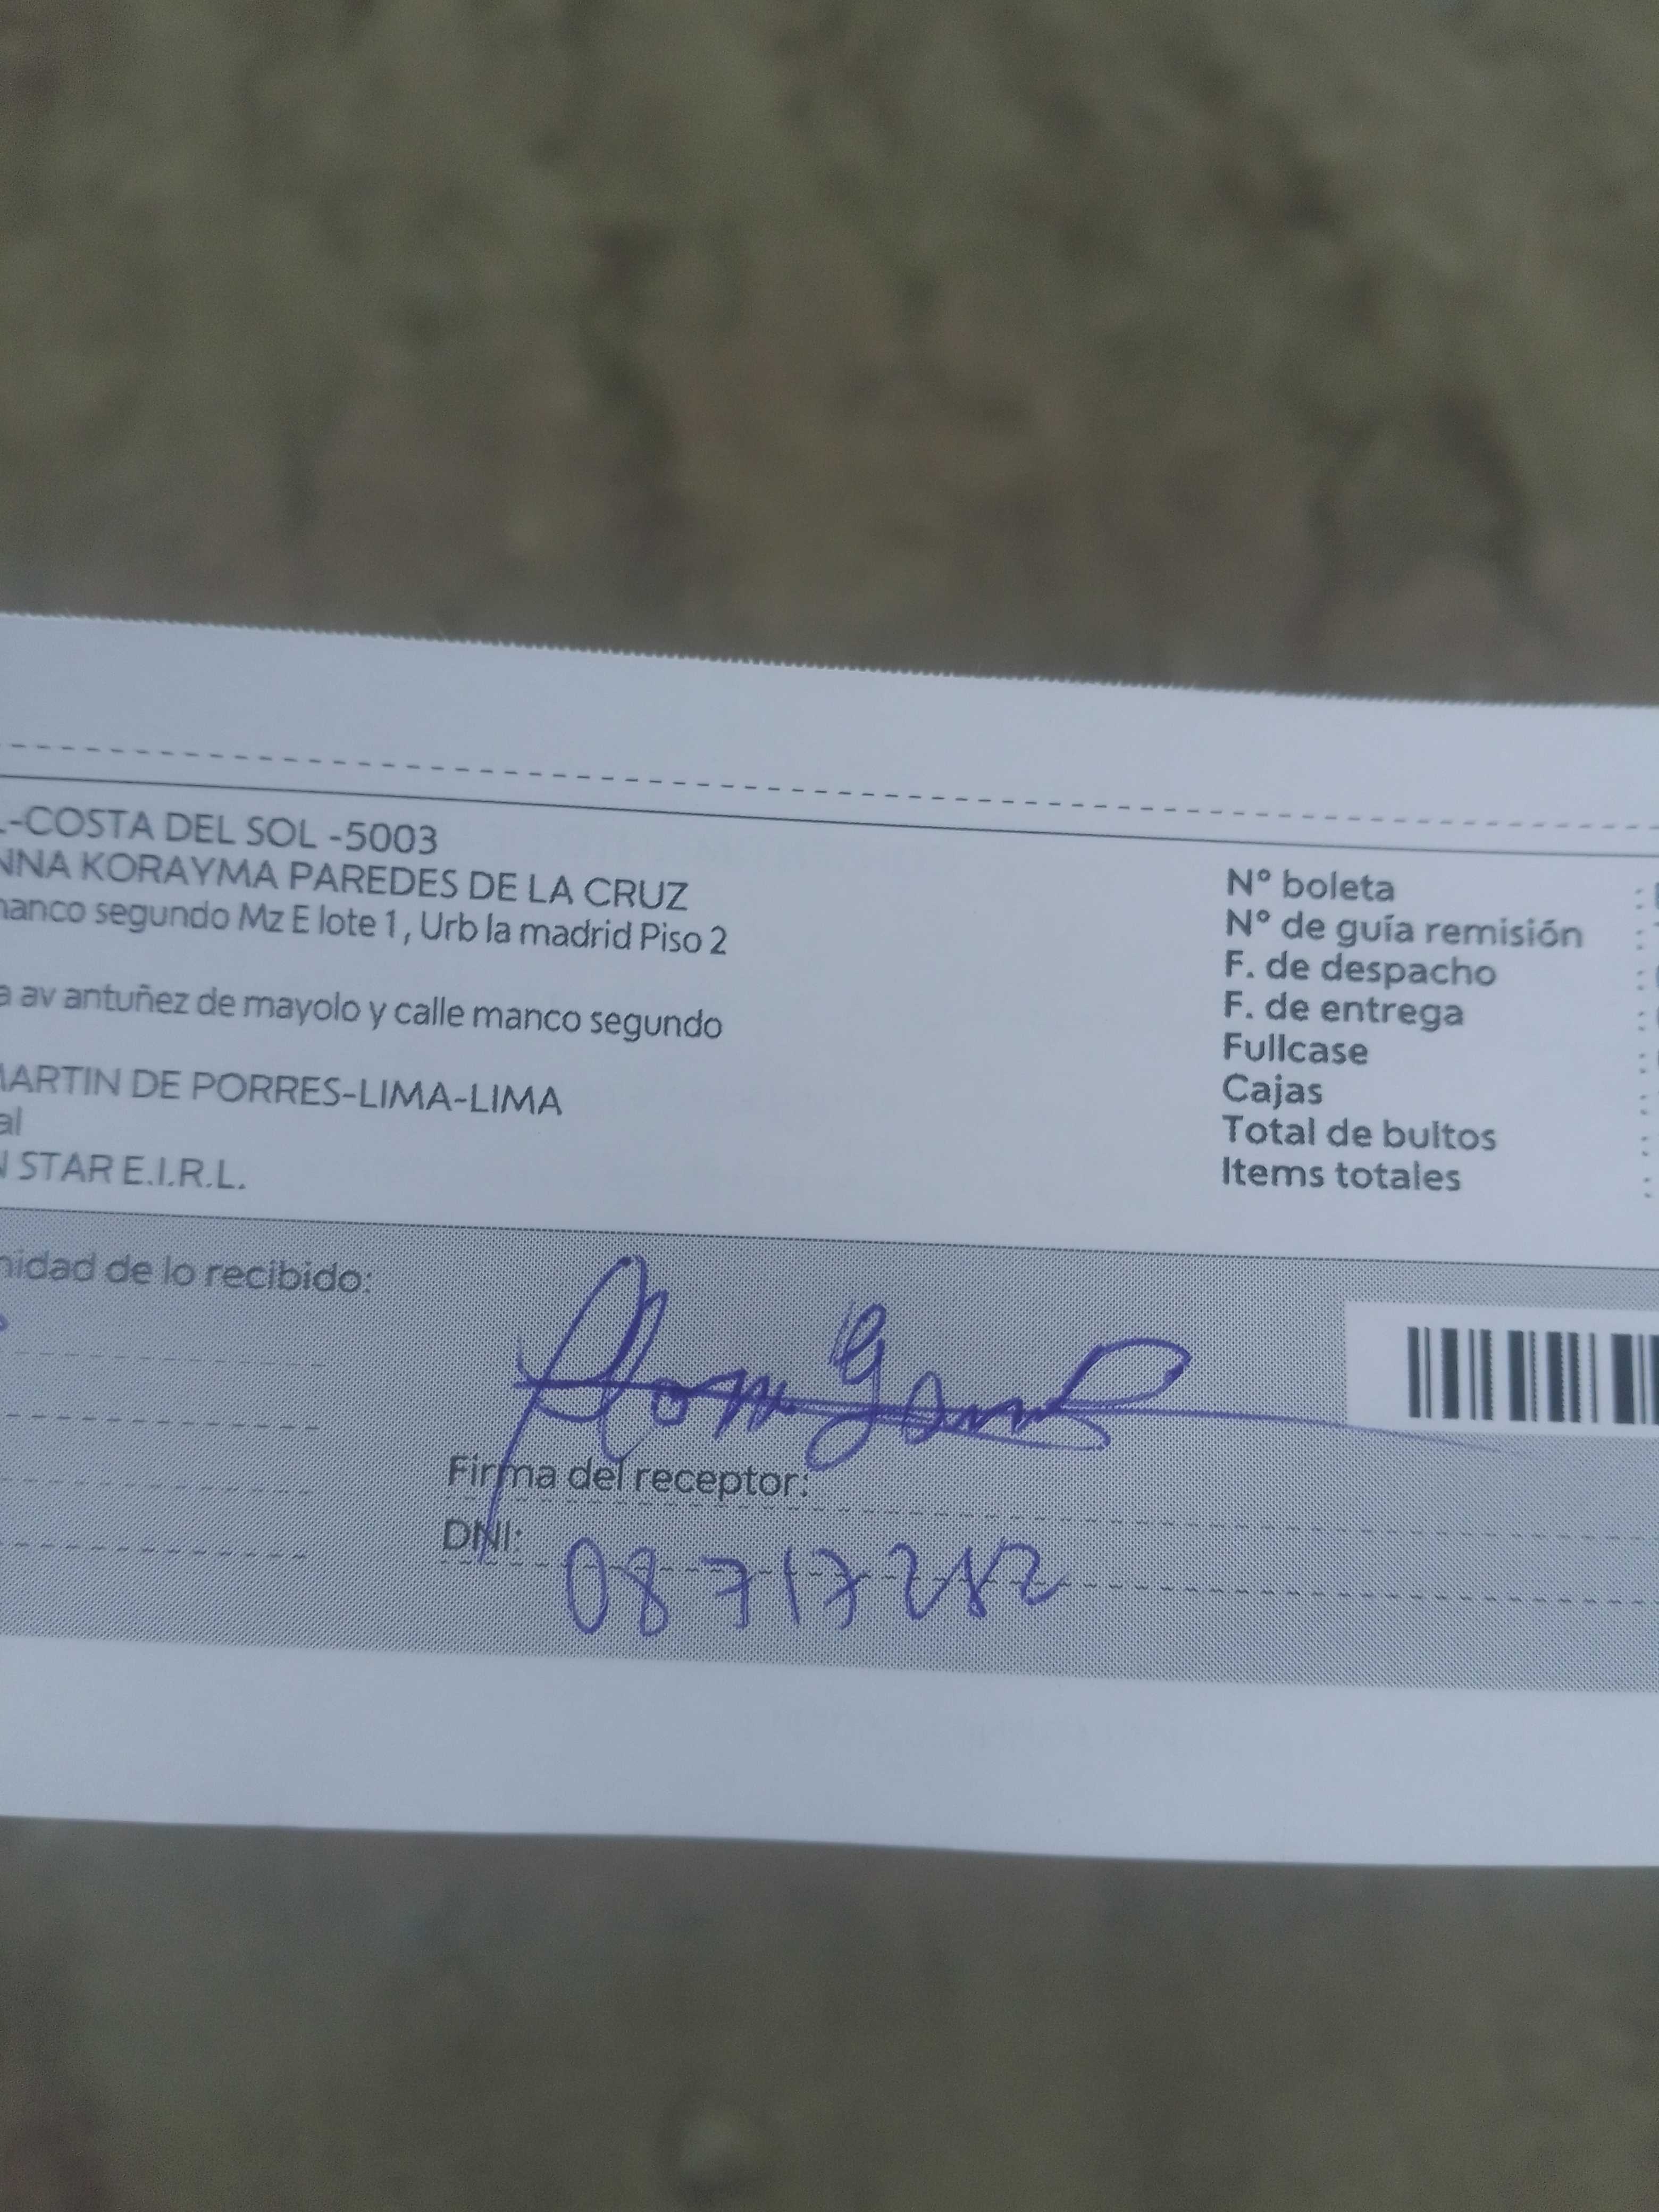 -COSTA DEL SOL -5003
NNA KORAYMA PAREDES DE LA CRUZ
manco segundo Mz E lote 1, Urb la madrid Piso 2
a av antuñez de mayolo y calle manco segundo
MARTIN DE PORRES-LIMA-LIMA
al
N STAR E.I.R.L.
N° boleta :
N° de guía remisión :
F. de despacho :
F. de entrega :
Fullcase :
Cajas :
Total de bultos :
Items totales :
nidad de lo recibido:
Firma del receptor:
DNI: 08717282